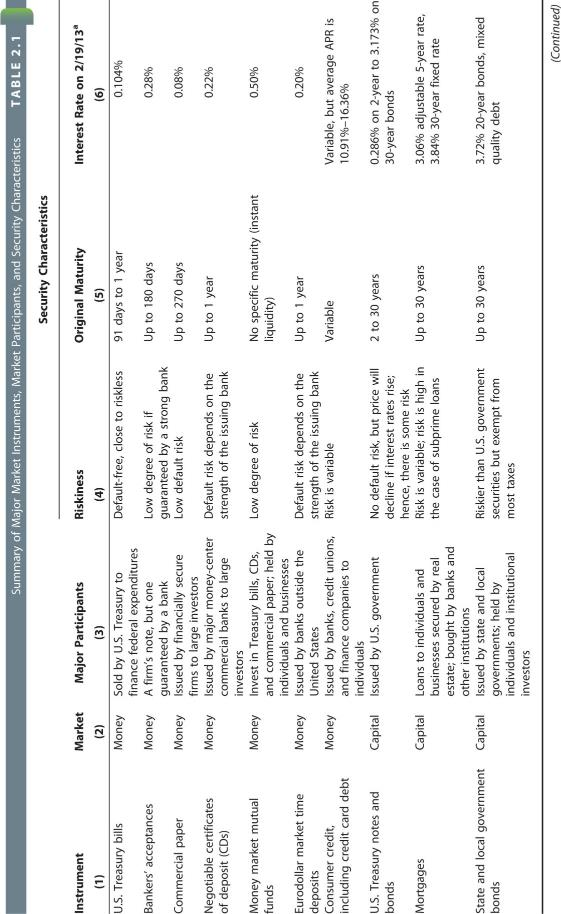 TABLE 2.1
Summary of Major Market Instruments, Market Participants, and Security Characteristics
Security Characteristics
Instrument Market Major Participants Riskiness Original Maturity Interest Rate on 2/19/13a
(1) (2) (3) (4) (5) (6)
U.S. Treasury bills Money Sold by U.S. Treasury to Default-free, close to riskless 91 days to 1 year 0.104%
finance federal expenditures
Bankers' acceptances Money A firm's note, but one Low degree of risk if Up to 180 days 0.28%
guaranteed a bank guaranteed by a strong bank
Commercial paper Money Issued by financially secure Low default risk Up to 270 days 0.08%
firms to large investors
Negotiable certificates Money Issued by major money-center Default risk depends on the Up to 1 year 0.22%
of deposit (CDs) commercial banks to large strength of the issuing bank
investors
Money market mutual Money Invest in Treasury bills, CDs, Low degree of risk No specific maturity (instant 0.50%
funds and commercial paper; held by liquidity)
individuals and businesses
Eurodollar market time Money Issued by banks outside the Default risk depends on the Up to 1 year 0.20%
deposits United States strength of the issuing bank
Consumer credit, Money Issued by banks, credit unions, Risk is variable Variable Variable, but average APR is
including credit card debt and finance companies to 10.91%–16.36%
individuals
U.S. Treasury notes and Capital Issued by U.S. government No default risk, but price will 2 to 30 years 0.286% on 2-year to 3.173% on
bonds decline if interest rates rise; 30-year bonds
hence, there is some risk
Mortgages Capital Loans to individuals and Risk is variable; risk is high in Up to 30 years 3.06% adjustable 5-year rate,
businesses secured by real the case of subprime loans 3.84% 30-year fixed rate
estate; bought by banks and
other institutions
State and local government Capital Issued by state and local Riskier than U.S. government Up to 30 years 3.72% 20-year bonds, mixed
bonds governments; held by securities but exempt from quality debt
individuals and institutional most taxes
investors
(Continued)